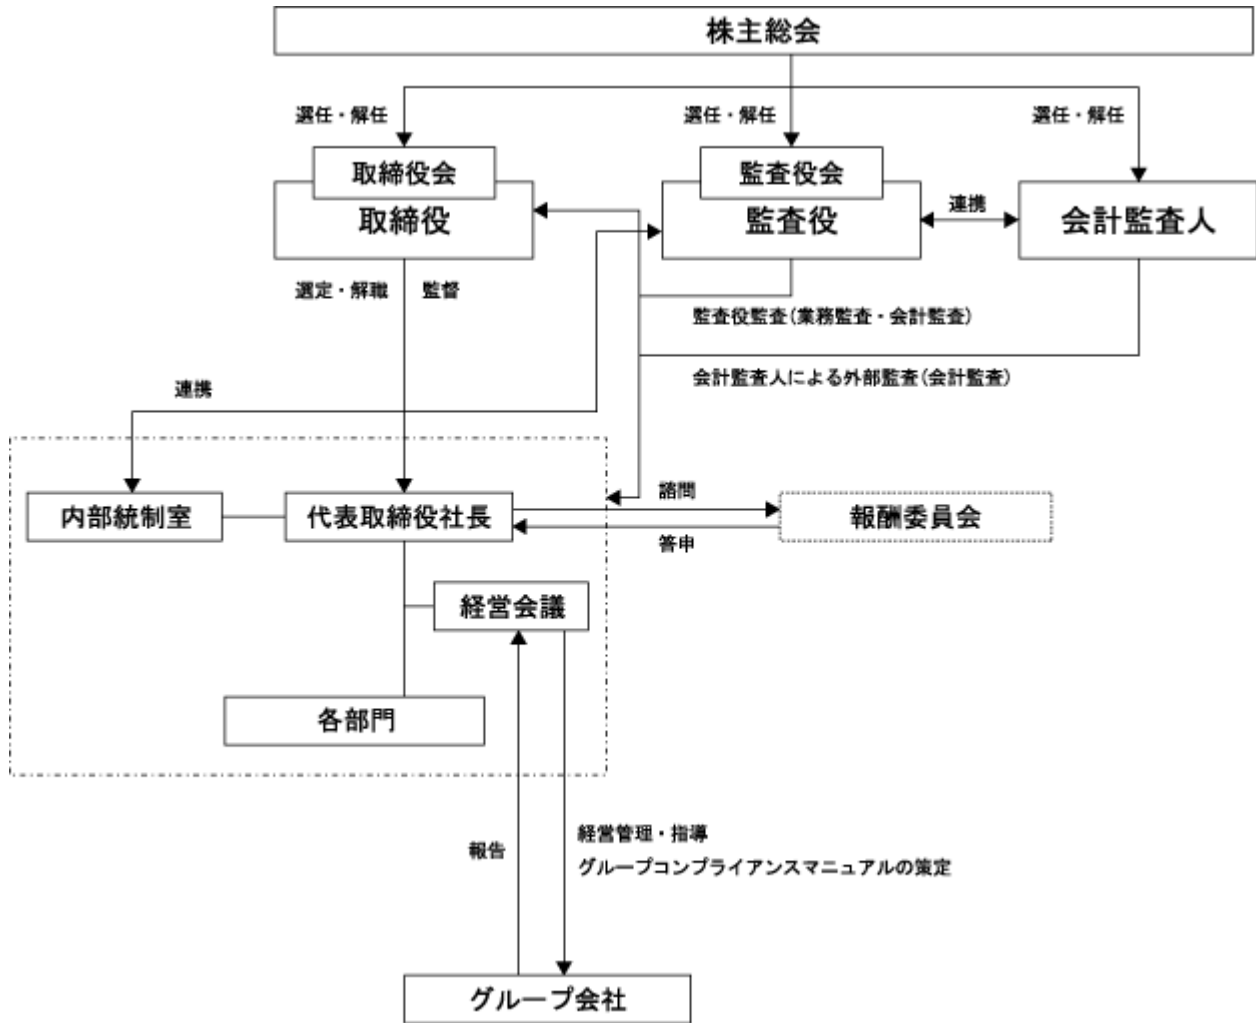 株主総会
選任・解任
選任・解任
選任・解任
取締役会
監査役会
取締役
監査役
連携
会計監査人
選定・解職
監督
監査役監査(業務監査・会計監査)
会計監査人による外部監査(会計監査)
連携
内部統制室
代表取締役社長
諮問
答申
報酬委員会
経営会議
各部門
報告
経営管理・指導
グループコンプライアンスマニュアルの策定
グループ会社